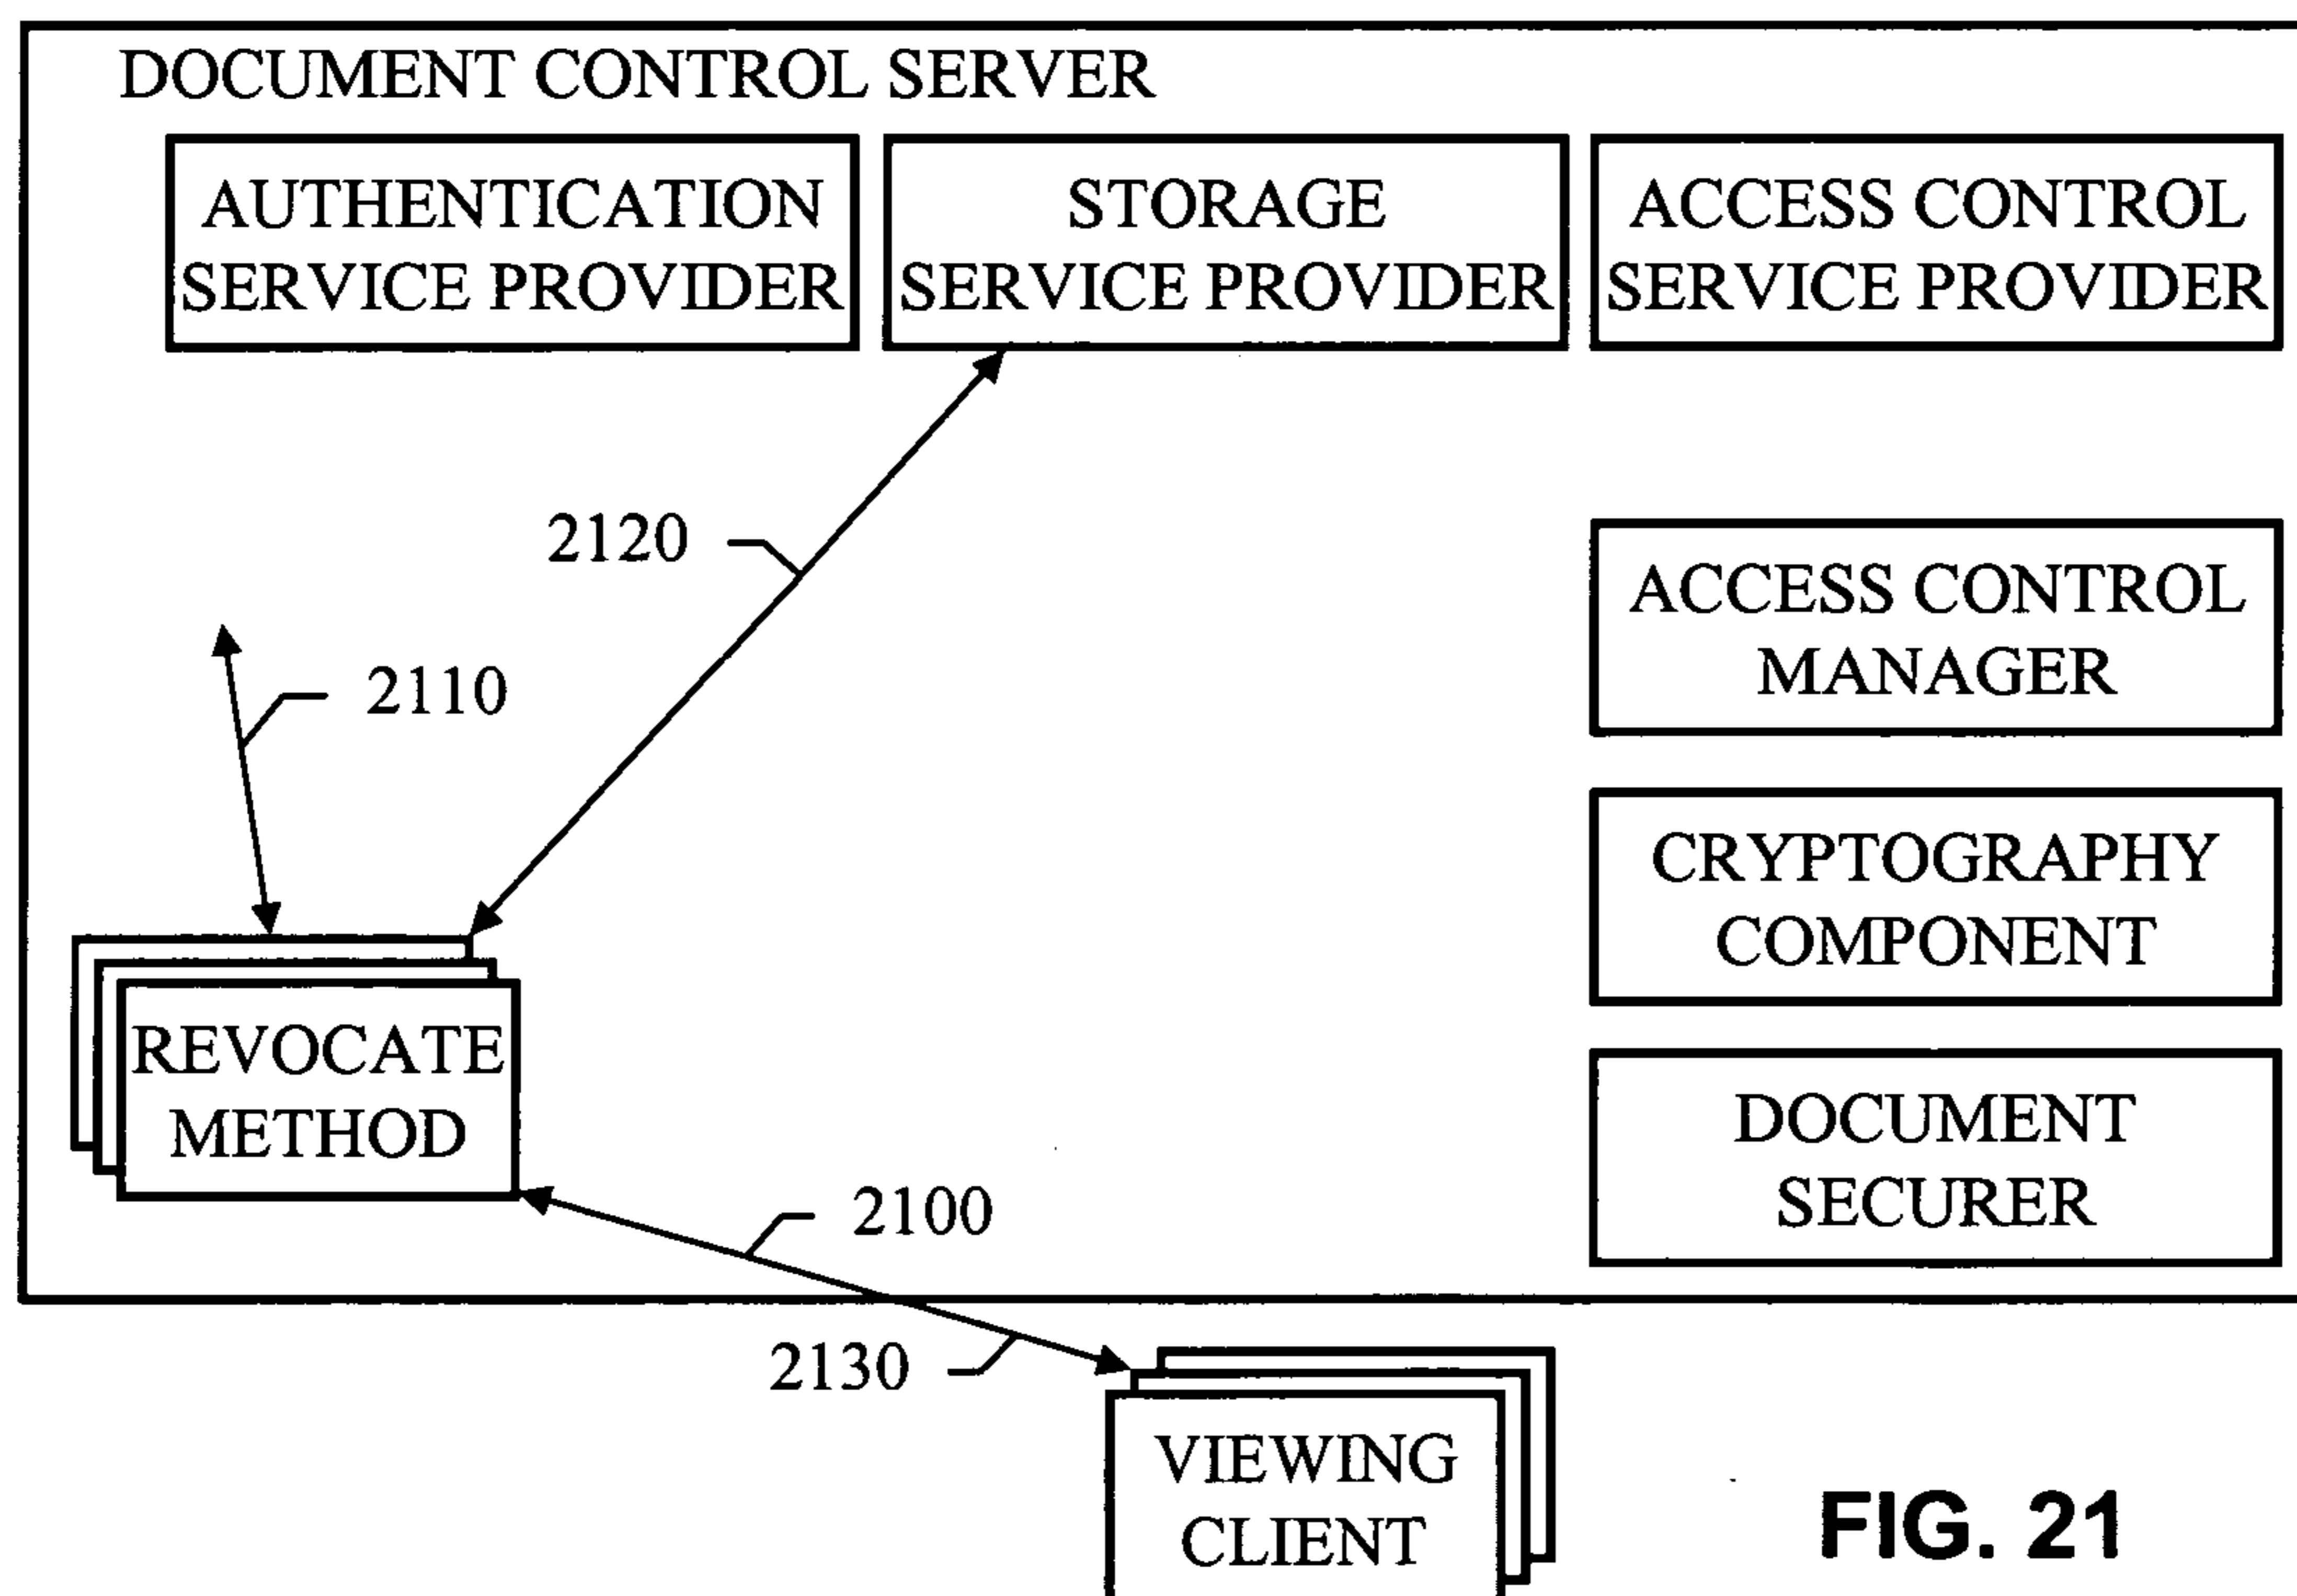 DOCUMENT CONTROL SERVER
AUTHENTICATION
SERVICE PROVIDER
STORAGE
SERVICE PROVIDER
ACCESS CONTROL
SERVICE PROVIDER
2120
ACCESS CONTROL
MANAGER
2110
CRYPTOGRAPHY
COMPONENT
REVOCATE
METHOD
DOCUMENT
SECURER
2100
2130
VIEWING
CLIENT
FIG. 21